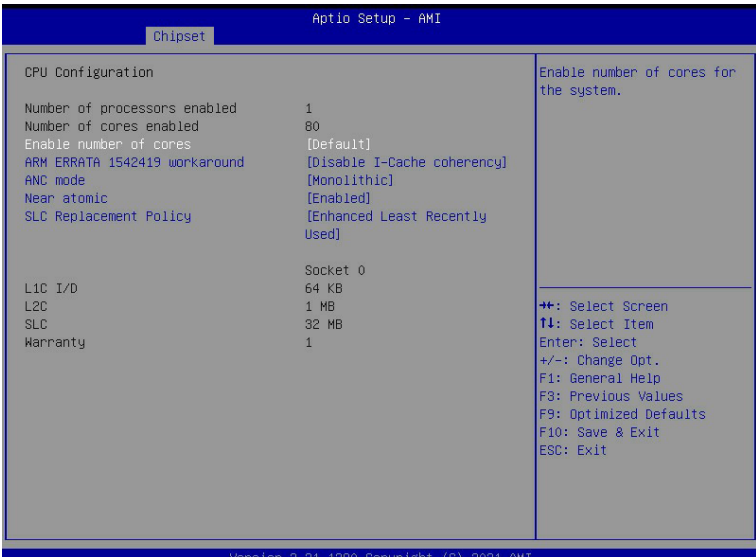 Aptio Setup – AMI
Chipset
CPU Configuration
Number of processors enabled 1
Number of cores enabled 80
Enable number of cores [Default]
ARM ERRATA 1542419 workaround [Disable I-Cache coherency]
ANC mode [Monolithic]
Near atomic [Enabled]
SLC Replacement Policy [Enhanced Least Recently
Used]
Socket 0
L1C I/D 64 KB
L2C 1 MB
SLC 32 MB
Warranty 1
Enable number of cores for
the system.
→←: Select Screen
↑↓: Select Item
Enter: Select
+/-: Change Opt.
F1: General Help
F3: Previous Values
F9: Optimized Defaults
F10: Save & Exit
ESC: Exit
Version Copyright (C) 2021 AMI